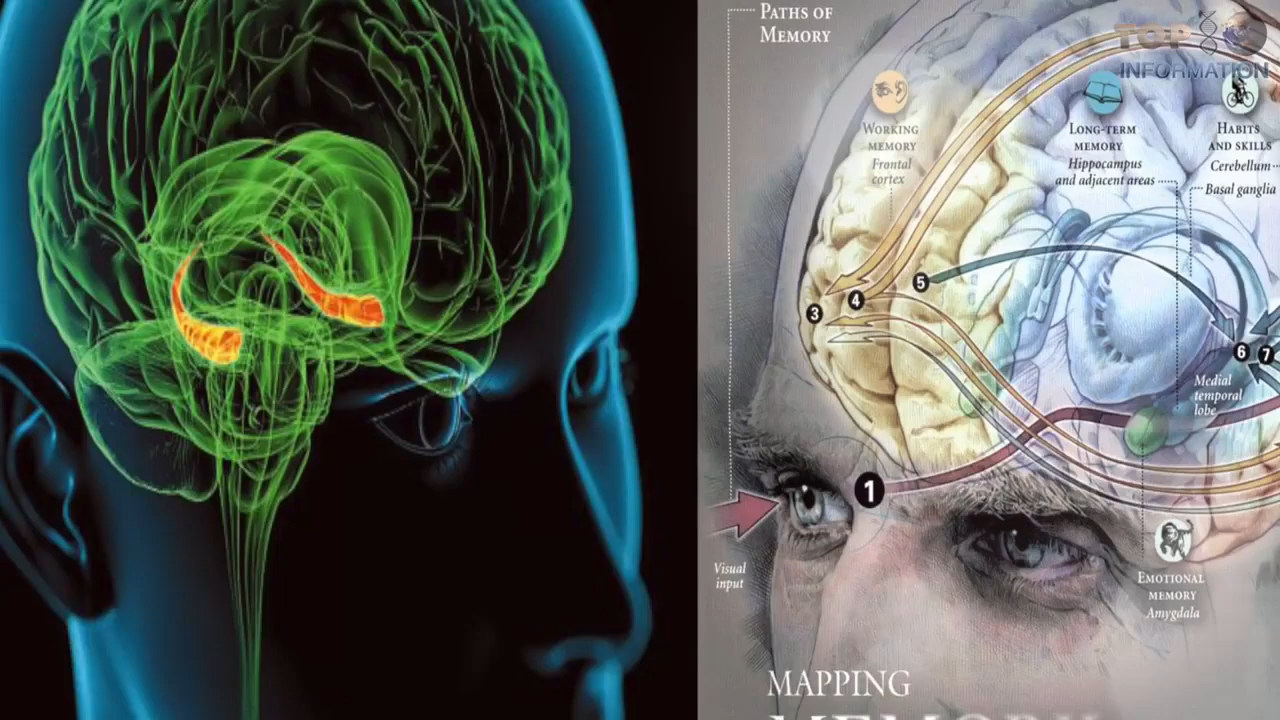 PATHS OF
MEMORY
TOP
INFORMATION
WORKING
MEMORY
Frontal
cortex
LONG-TERM
MEMORY
Hippocampus
and adjacent areas
HABITS
AND SKILLS
Cerebellum
Basal ganglia
5
4
3
6
7
Medial
temporal
lobe
1
Visual
input
EMOTIONAL
MEMORY
Amygdala
MAPPING